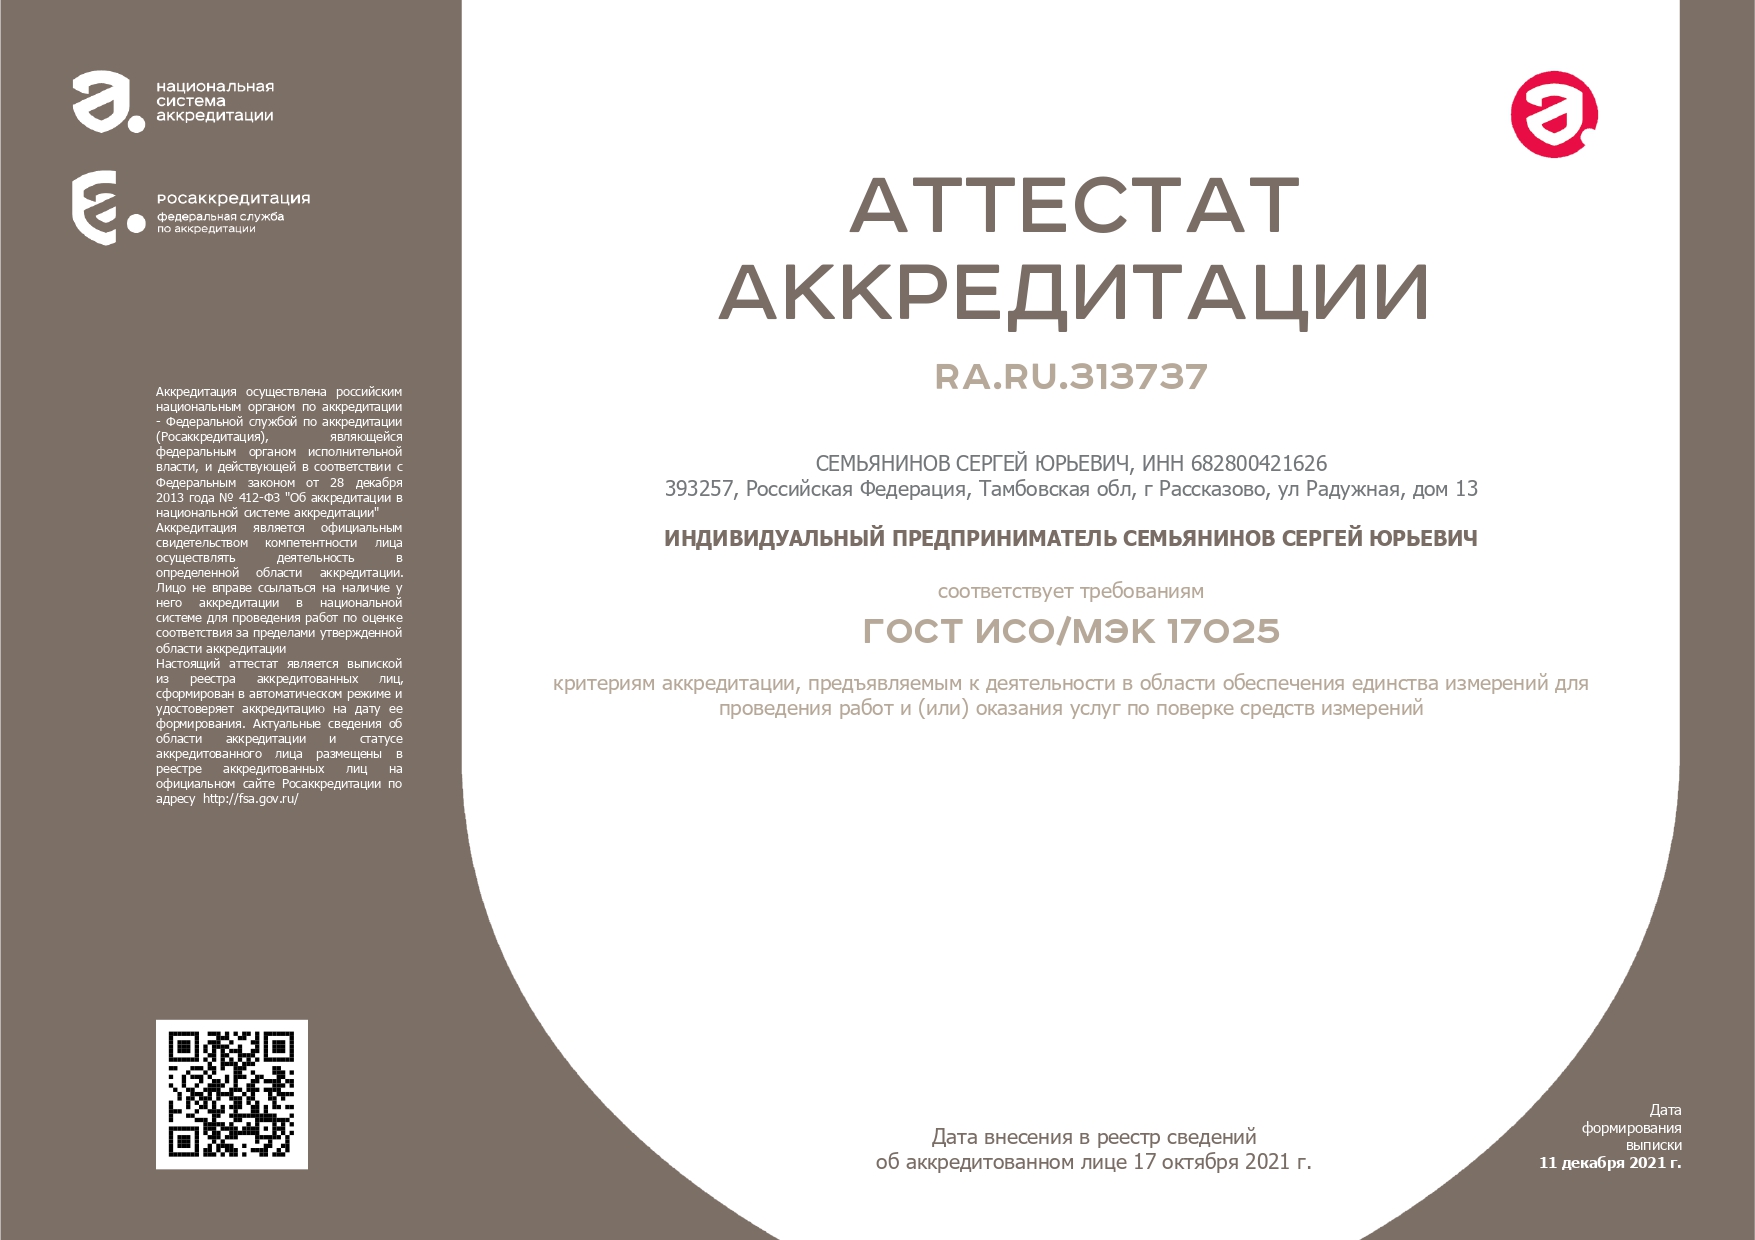 национальная
система
аккредитации
росаккредитация
федеральная служба
по аккредитации
Аккредитация осуществлена российским
национальным органом по аккредитации
- Федеральной службой по аккредитации
(Росаккредитация), являющейся
федеральным органом исполнительной
власти, и действующей в соответствии с
Федеральным законом от 28 декабря
2013 года № 412-ФЗ "Об аккредитации в
национальной системе аккредитации"
Аккредитация является официальным
свидетельством компетентности лица
осуществлять деятельность в
определенной области аккредитации.
Лицо не вправе ссылаться на наличие у
него аккредитации в национальной
системе для проведения работ по оценке
соответствия за пределами утвержденной
области аккредитации
Настоящий аттестат является выпиской
из реестра аккредитованных лиц,
сформирован в автоматическом режиме и
удостоверяет аккредитацию на дату ее
формирования. Актуальные сведения об
области аккредитации и статусе
аккредитованного лица размещены в
реестре аккредитованных лиц на
официальном сайте Росаккредитации по
адресу http://fsa.gov.ru/
АТТЕСТАТ
АККРЕДИТАЦИИ
RA.RU.313737
СЕМЬЯНИНОВ СЕРГЕЙ ЮРЬЕВИЧ, ИНН 682800421626
393257, Российская Федерация, Тамбовская обл, г Рассказово, ул Радужная, дом 13
ИНДИВИДУАЛЬНЫЙ ПРЕДПРИНИМАТЕЛЬ СЕМЬЯНИНОВ СЕРГЕЙ ЮРЬЕВИЧ
соответствует требованиям
ГОСТ ИСО/МЭК 17025
критериям аккредитации, предъявляемым к деятельности в области обеспечения единства измерений для
проведения работ и (или) оказания услуг по поверке средств измерений
Дата внесения в реестр сведений
об аккредитованном лице 17 октября 2021 г.
Дата
формирования
выписки
11 декабря 2021 г.